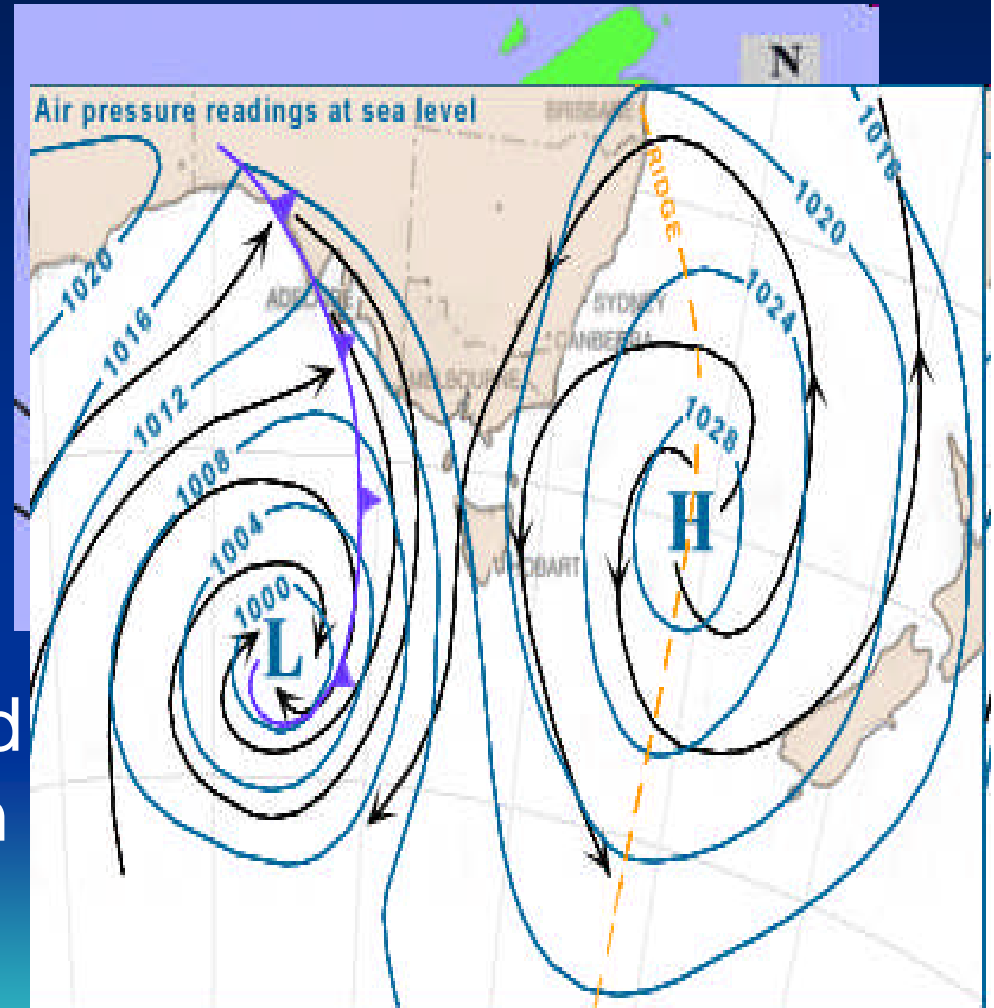 N
Air pressure readings at sea level
BRISBANE
1018
RIDGE
1020
1020
1024
ADELAIDE
SYDNEY
1016
CANBERRA
MELBOURNE
1012
1028
1008
H
1004
HOBART
1000
L
d
n